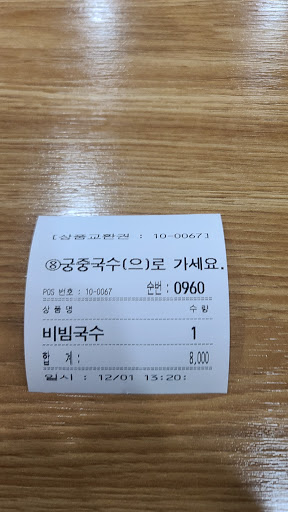 [상품교환권 : 10-0067]
⑧궁중국수(으)로 가세요.
POS 번호 : 10-0067 순번 : 0960
상 품 명 수 량
비빔국수 1
합 계 : 8,000
일시 : 12/01 13:20: